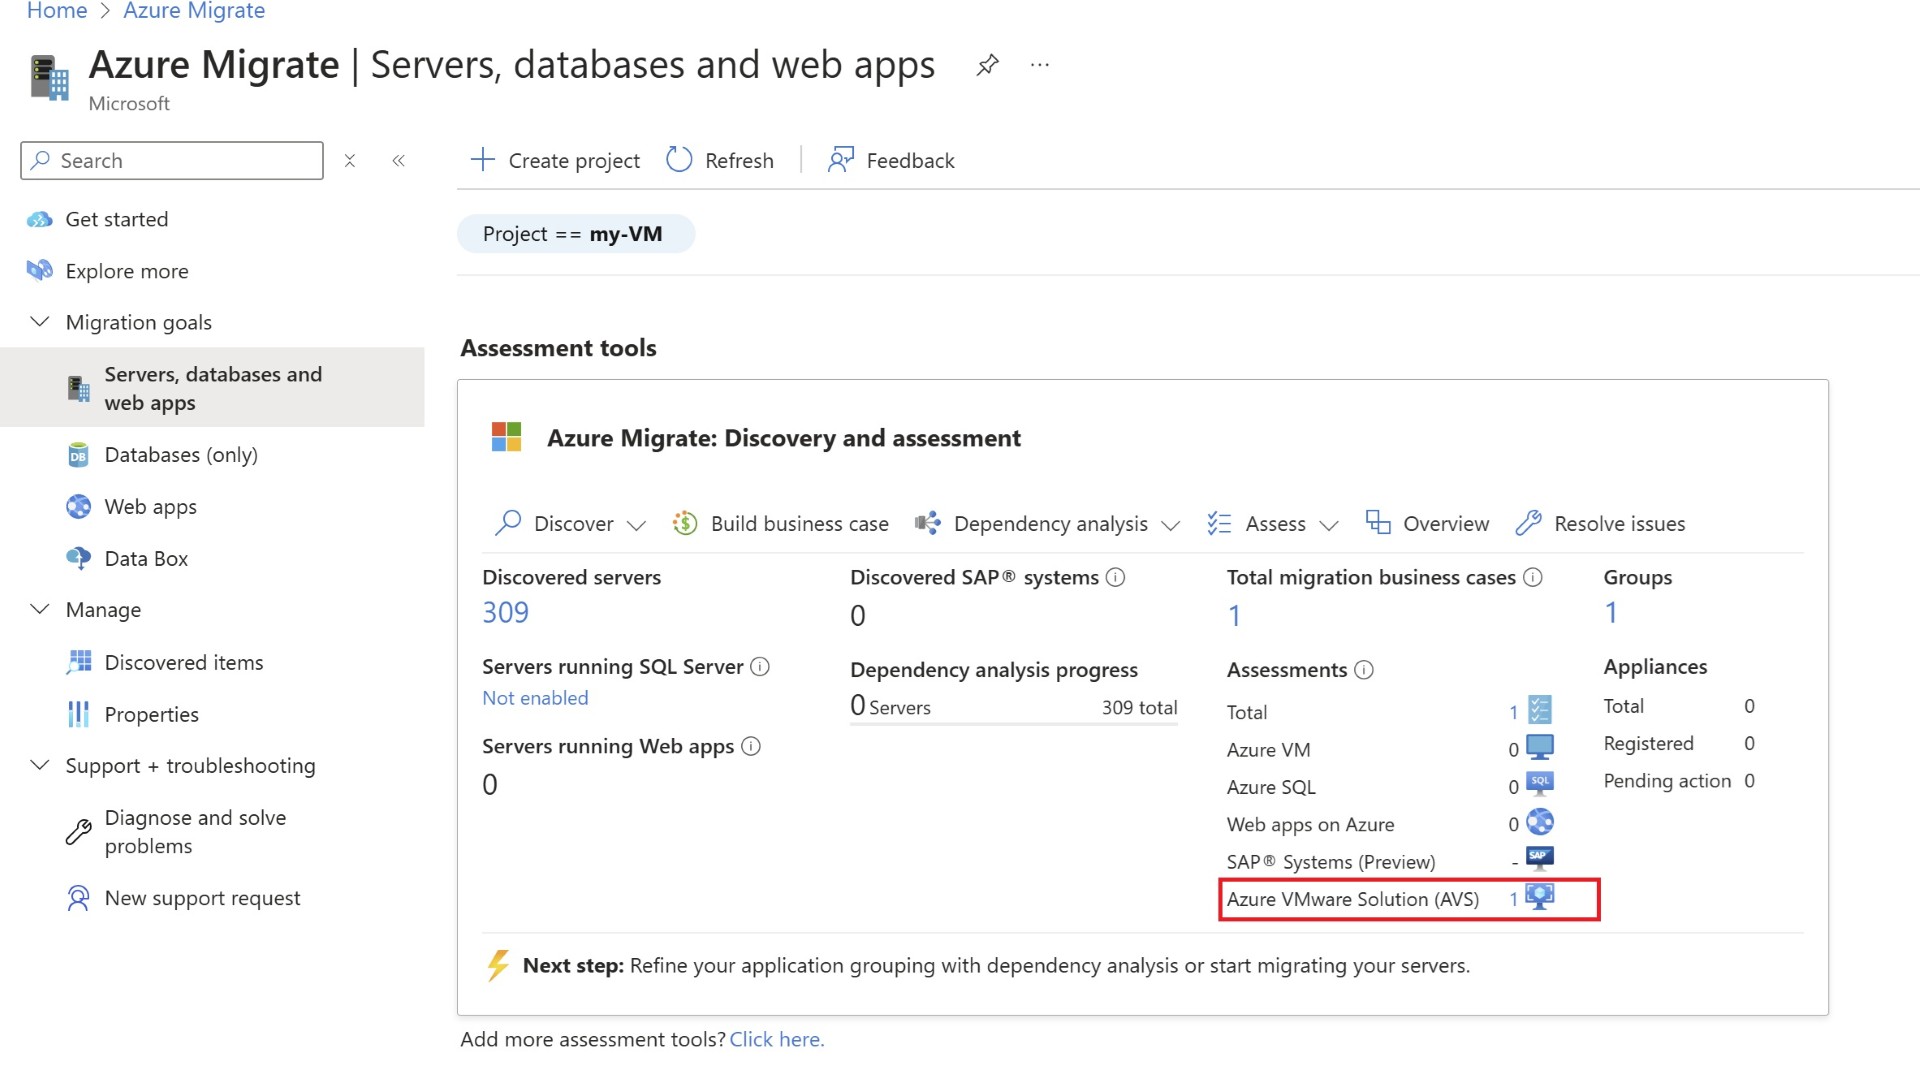 Home > Azure Migrate
Azure Migrate | Servers, databases and web apps
Microsoft
Search
Create project
Refresh
Feedback
Get started
Explore more
Migration goals
Servers, databases and
web apps
Databases (only)
Web apps
Data Box
Manage
Discovered items
Properties
Support + troubleshooting
Diagnose and solve
problems
New support request
Project == my-VM
Assessment tools
Azure Migrate: Discovery and assessment
Discover
Build business case
Dependency analysis
Assess
Overview
Resolve issues
Discovered servers
309
Servers running SQL Server
Not enabled
Servers running Web apps
0
Discovered SAP® systems
0
Dependency analysis progress
0 Servers 309 total
Total migration business cases
1
Assessments
Total 1
Azure VM 0
Azure SQL 0
SQL
Web apps on Azure 0
SAP® Systems (Preview) -
SAP
Azure VMware Solution (AVS) 1
Groups
1
Appliances
Total 0
Registered 0
Pending action 0
Next step: Refine your application grouping with dependency analysis or start migrating your servers.
Add more assessment tools? Click here.
DB